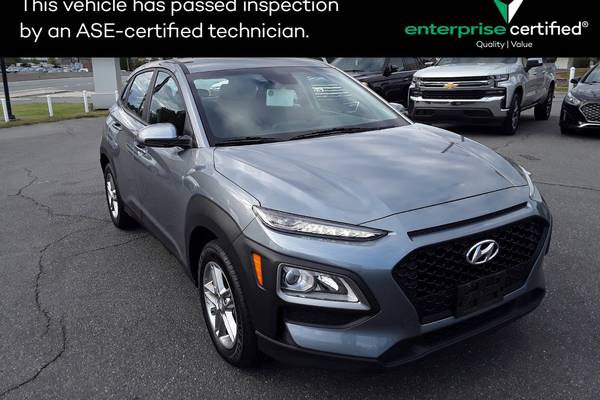 This vehicle has passed inspection
by an ASE-certified technician.
enterprise certified®
Quality | Value